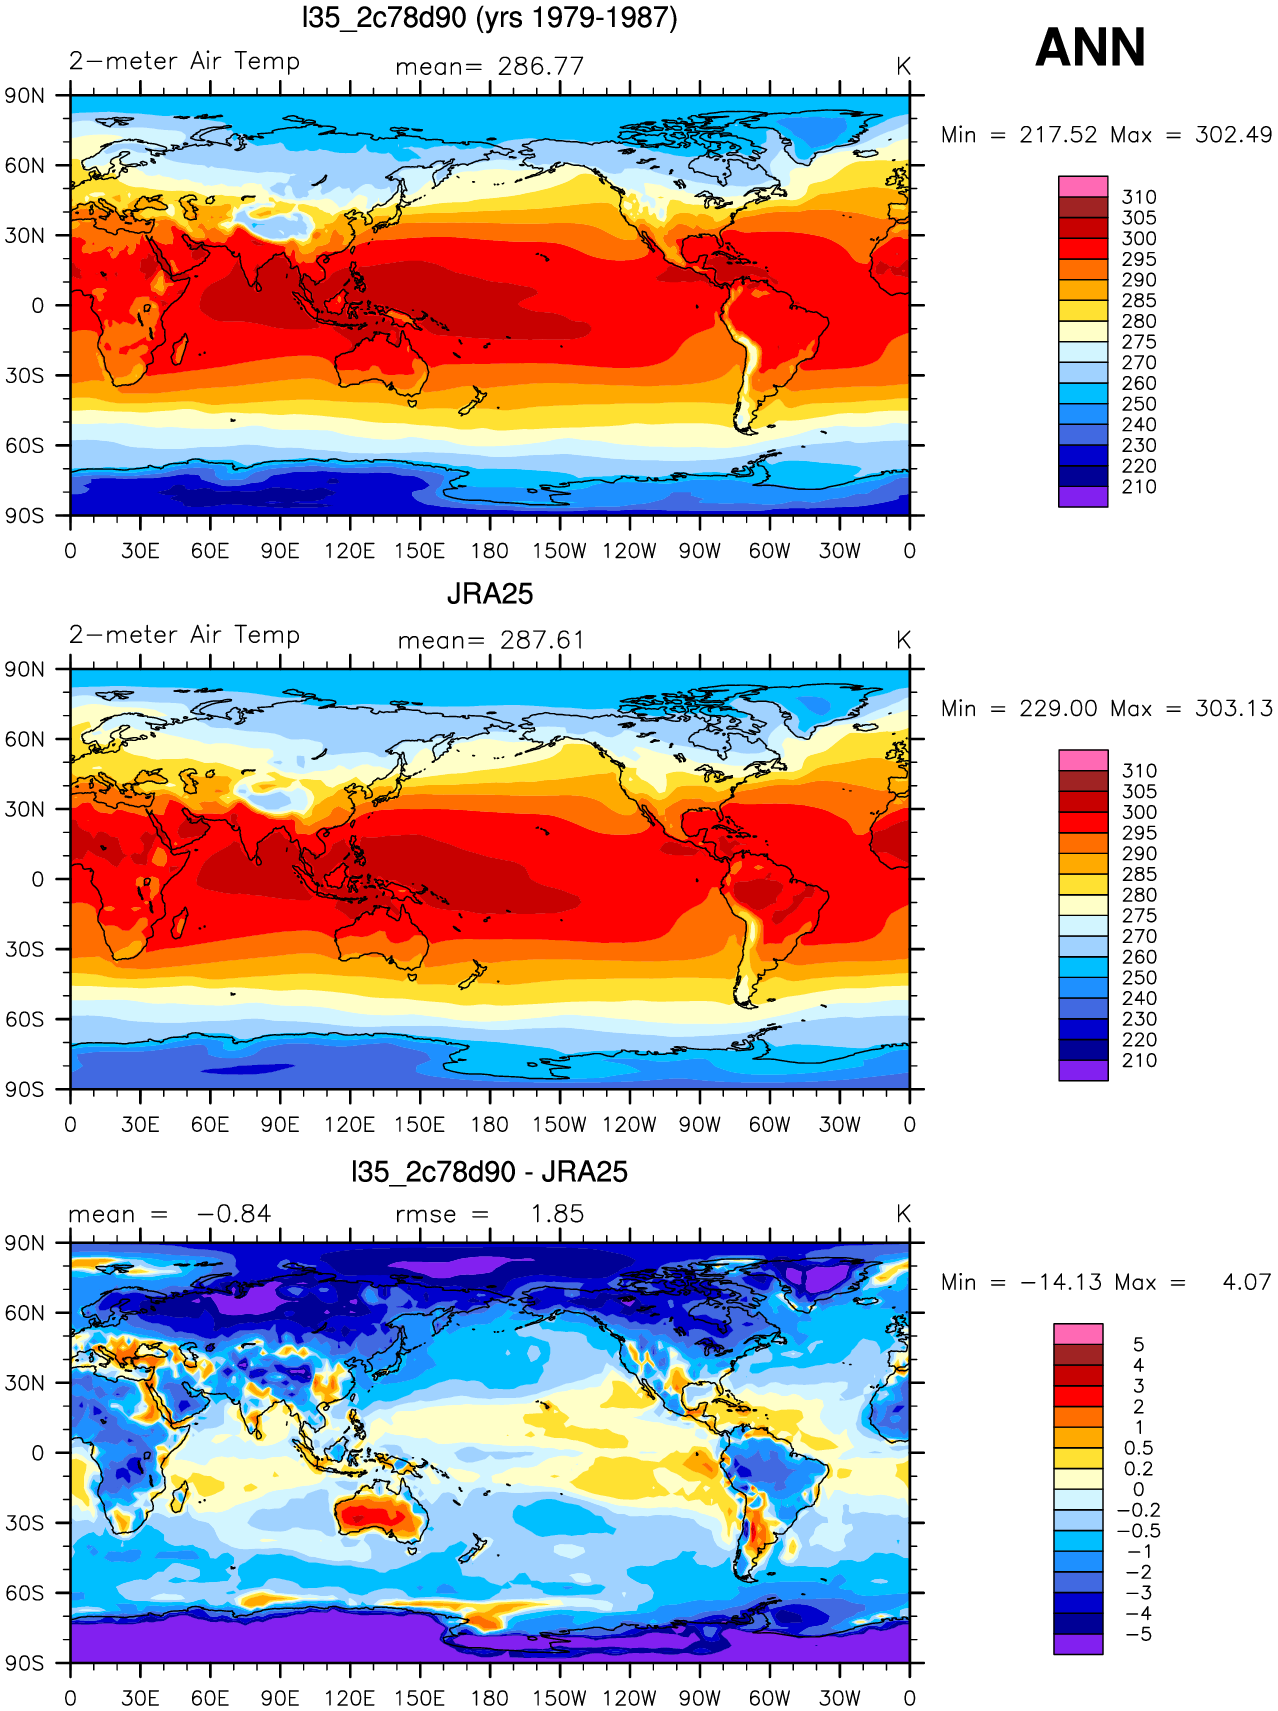 l35_2c78d90 (yrs 1979-1987)
ANN
2-meter Air Temp mean= 286.77 K
Min = 217.52 Max = 302.49
90N
60N
30N
0
30S
60S
90S
0 30E 60E 90E 120E 150E 180 150W 120W 90W 60W 30W 0
310
305
300
295
290
285
280
275
270
260
250
240
230
220
210
JRA25
2-meter Air Temp mean= 287.61 K
Min = 229.00 Max = 303.13
90N
60N
30N
0
30S
60S
90S
0 30E 60E 90E 120E 150E 180 150W 120W 90W 60W 30W 0
310
305
300
295
290
285
280
275
270
260
250
240
230
220
210
l35_2c78d90 - JRA25
mean = -0.84 rmse = 1.85 K
Min = -14.13 Max = 4.07
90N
60N
30N
0
30S
60S
90S
0 30E 60E 90E 120E 150E 180 150W 120W 90W 60W 30W 0
5
4
3
2
1
0.5
0.2
0
-0.2
-0.5
-1
-2
-3
-4
-5